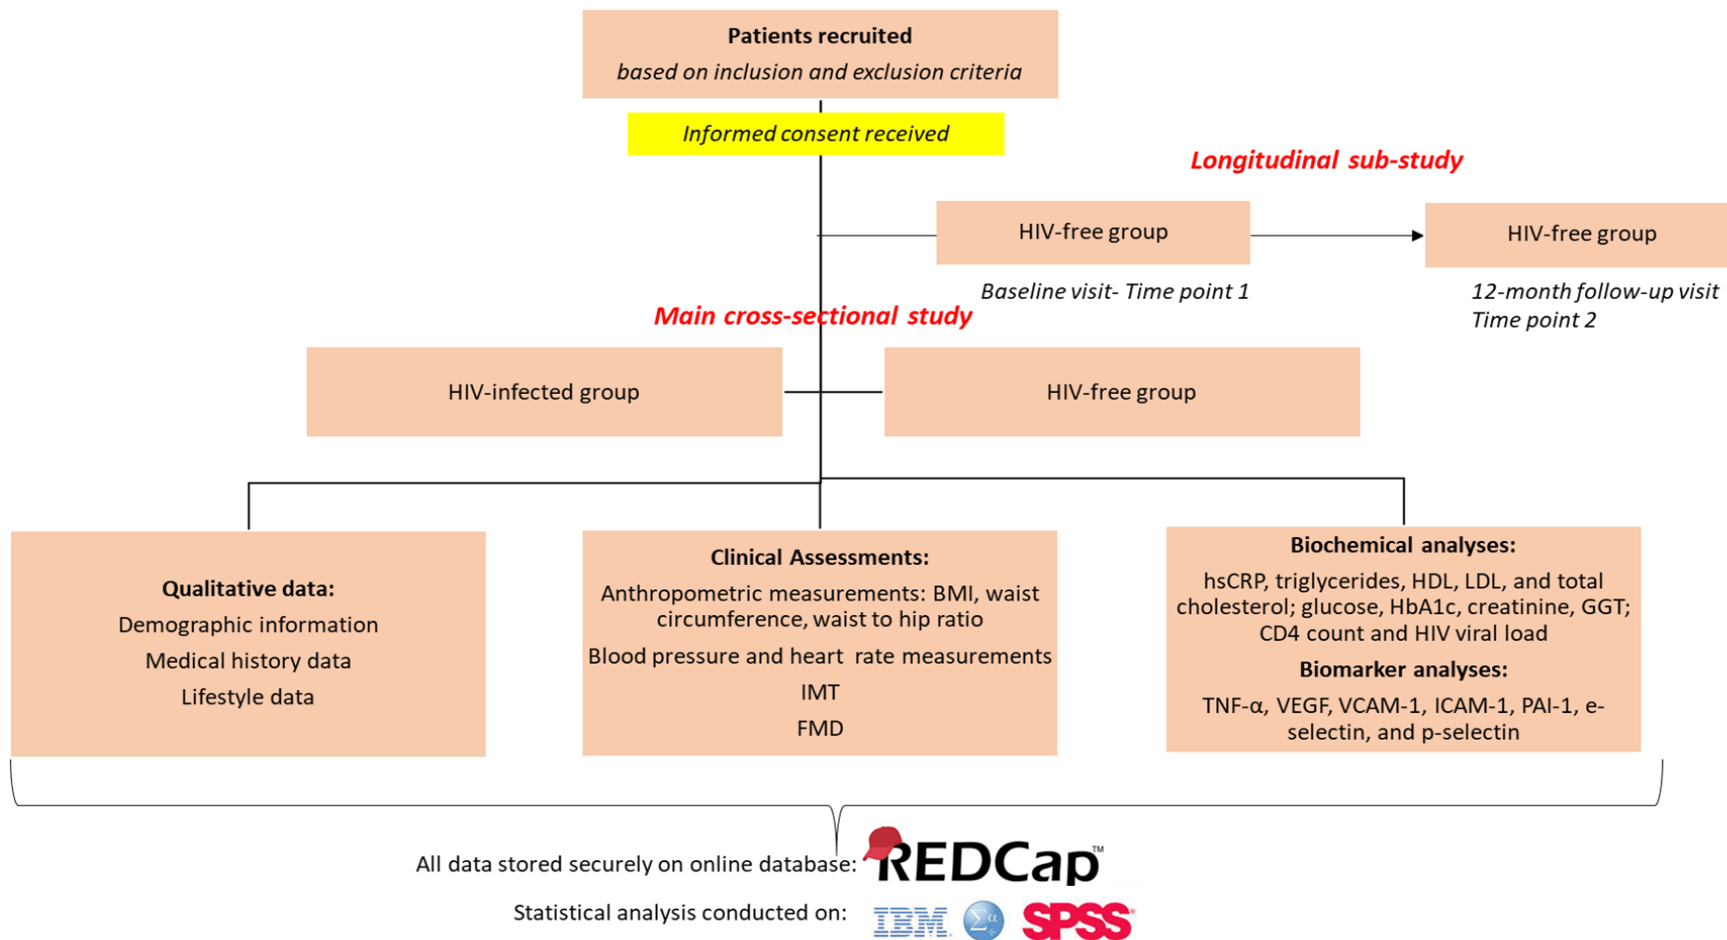 Patients recruited
based on inclusion and exclusion criteria
Informed consent received
Longitudinal sub-study
HIV-free group
HIV-free group
Baseline visit- Time point 1
12-month follow-up visit
Time point 2
Main cross-sectional study
HIV-infected group
HIV-free group
Qualitative data:
Demographic information
Medical history data
Lifestyle data
Clinical Assessments:
Anthropometric measurements: BMI, waist
circumference, waist to hip ratio
Blood pressure and heart rate measurements
IMT
FMD
Biochemical analyses:
hsCRP, triglycerides, HDL, LDL, and total
cholesterol; glucose, HbA1c, creatinine, GGT;
CD4 count and HIV viral load
Biomarker analyses:
TNF-α, VEGF, VCAM-1, ICAM-1, PAI-1, e-
selectin, and p-selectin
All data stored securely on online database: REDCap™
Statistical analysis conducted on: IBM Σα SPSS